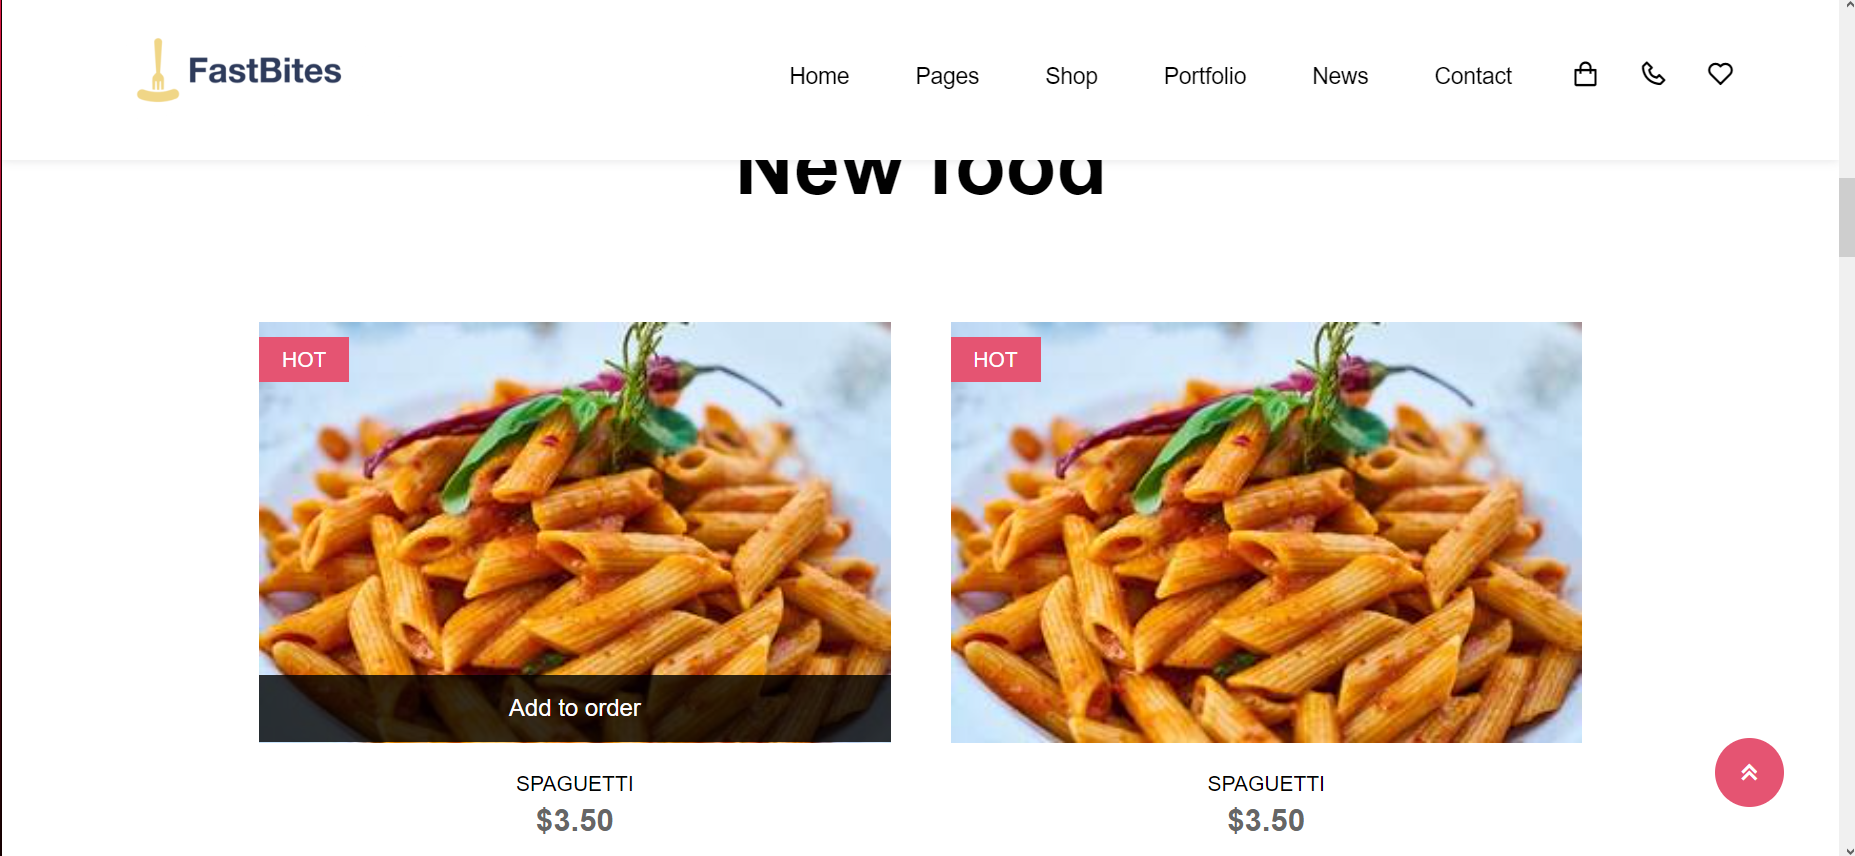 FastBites
Home Pages Shop Portfolio News Contact
New food
HOT HOT
Add to order
SPAGUETTI SPAGUETTI
$3.50 $3.50